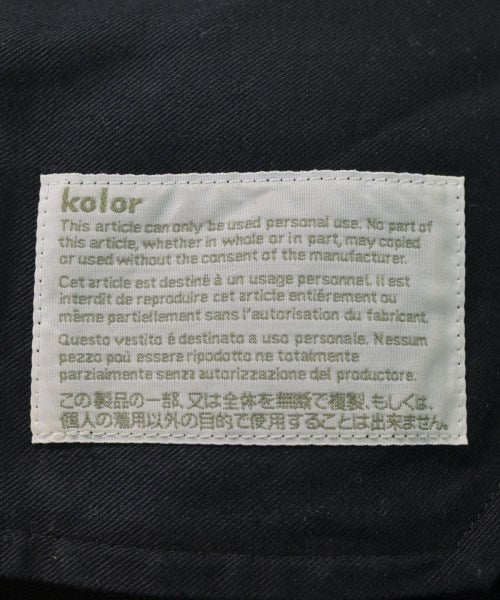 kolor
This article can only be used personal use. No part of
this article, whether in whole or in part, may copied
or used without the consent of the manufacturer.
Cet article est destiné à un usage personnel. Il est
interdit de reproduire cet article entiérement ou
même partiellement sans l'autorisation du fabricant.
Questo vestito é destinato a uso personale. Nessum
pezzo poù essere ripodotto ne totalmente
parzialmente senza autorizzazione del productore.
この製品の一部、又は全体を無断で複製、もしくは、
個人の濫用以外の目的で使用することは出来ません。